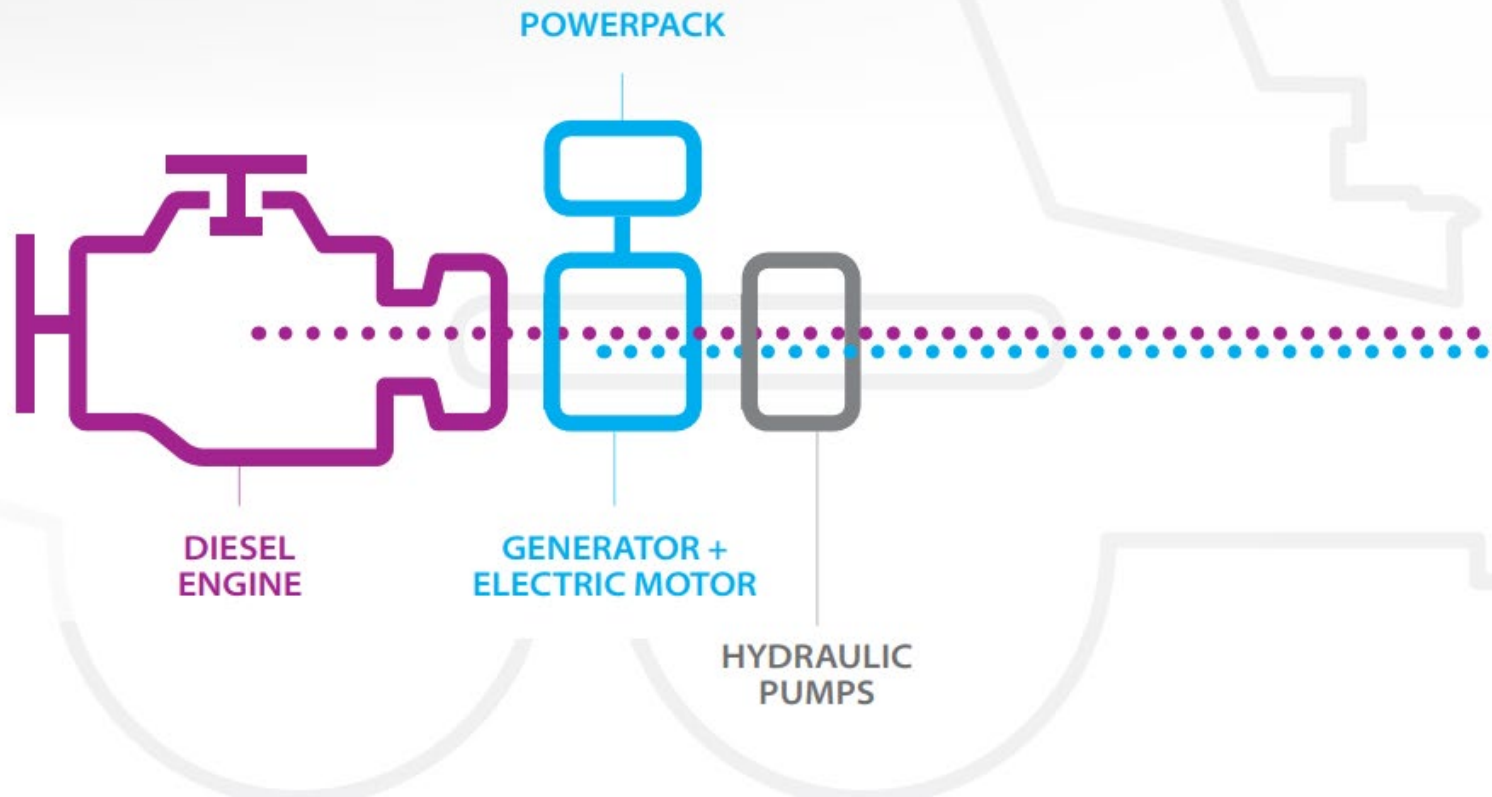 POWERPACK
DIESEL
ENGINE
GENERATOR +
ELECTRIC MOTOR
HYDRAULIC
PUMPS